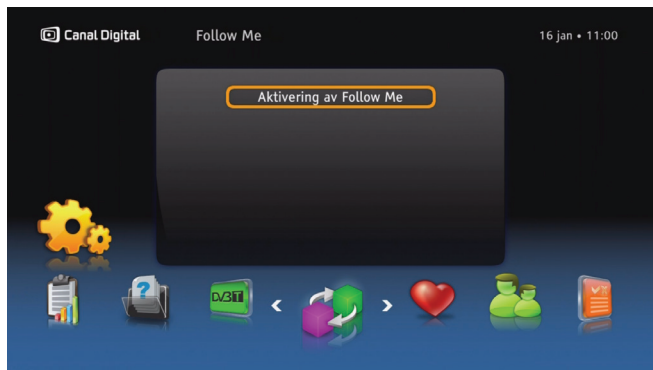 Canal Digital
Follow Me
16 jan • 11:00
Aktivering av Follow Me
?
DVB T